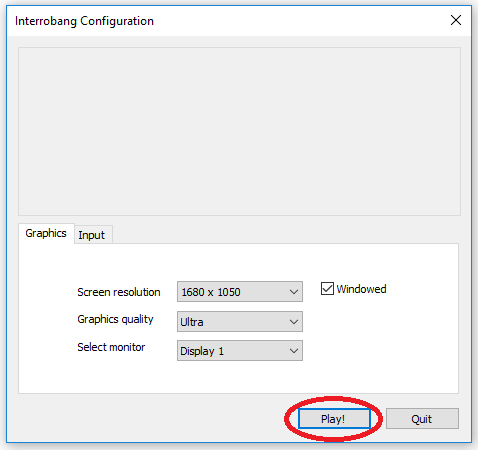 Interrobang Configuration
Graphics Input
Screen resolution 1680 x 1050 Windowed
Graphics quality Ultra
Select monitor Display 1
Play! Quit